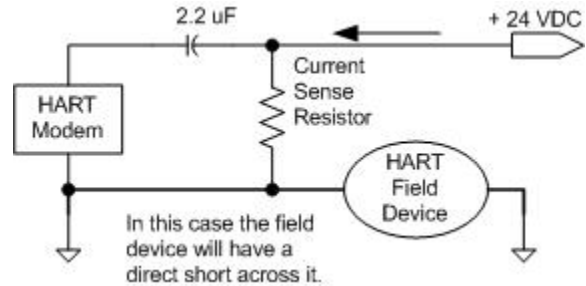 2.2 uF
+ 24 VDC
HART
Modem
Current
Sense
Resistor
HART
Field
Device
In this case the field
device will have a
direct short across it.